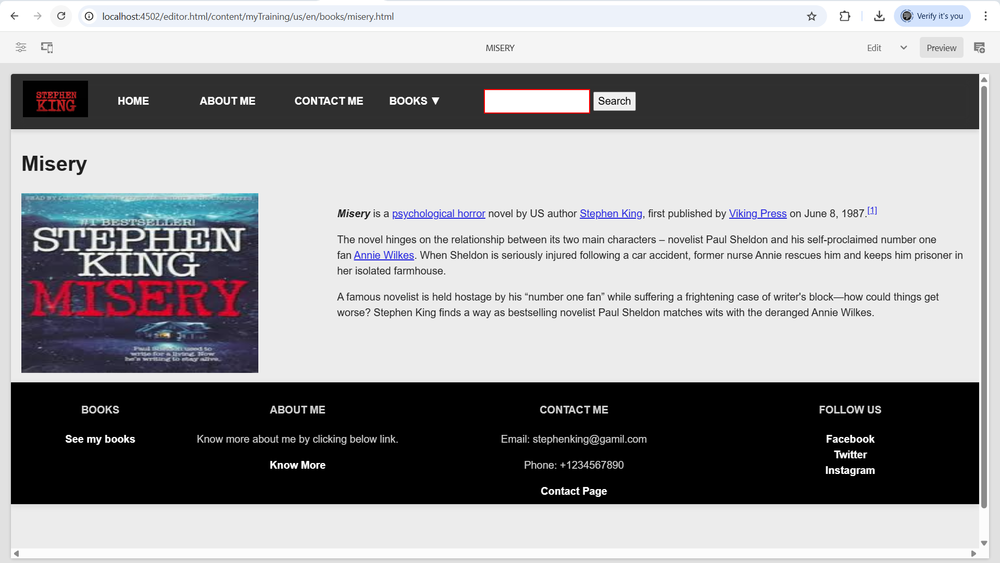 localhost:4502/editor.html/content/myTraining/us/en/books/misery.html
Verify it's you
MISERY
Edit
Preview
STEPHEN
KING
HOME
ABOUT ME
CONTACT ME
BOOKS ▼
Search
Misery
#1 BESTSELLER!
STEPHEN
KING
MISERY
Paul Sheldon used to
write for a living. Now
he's writing to stay alive.
Misery is a psychological horror novel by US author Stephen King, first published by Viking Press on June 8, 1987.[1]
The novel hinges on the relationship between its two main characters – novelist Paul Sheldon and his self-proclaimed number one
fan Annie Wilkes. When Sheldon is seriously injured following a car accident, former nurse Annie rescues him and keeps him prisoner in
her isolated farmhouse.
A famous novelist is held hostage by his “number one fan” while suffering a frightening case of writer's block—how could things get
worse? Stephen King finds a way as bestselling novelist Paul Sheldon matches wits with the deranged Annie Wilkes.
BOOKS
See my books
ABOUT ME
Know more about me by clicking below link.
Know More
CONTACT ME
Email: stephenking@gamil.com
Phone: +1234567890
Contact Page
FOLLOW US
Facebook
Twitter
Instagram